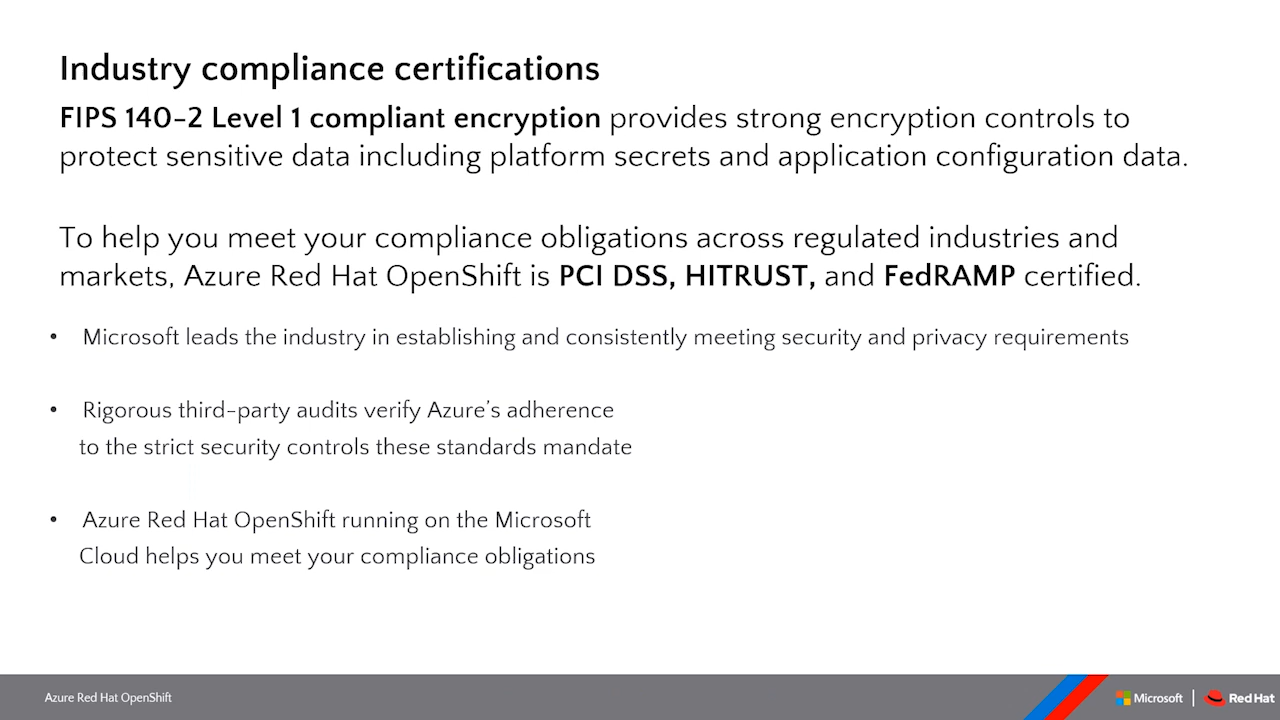 Industry compliance certifications
FIPS 140-2 Level 1 compliant encryption provides strong encryption controls to
protect sensitive data including platform secrets and application configuration data.
To help you meet your compliance obligations across regulated industries and
markets, Azure Red Hat OpenShift is PCI DSS, HITRUST, and FedRAMP certified.
• Microsoft leads the industry in establishing and consistently meeting security and privacy requirements
• Rigorous third-party audits verify Azure's adherence
to the strict security controls these standards mandate
• Azure Red Hat OpenShift running on the Microsoft
Cloud helps you meet your compliance obligations
Azure Red Hat OpenShift
Microsoft | Red Hat